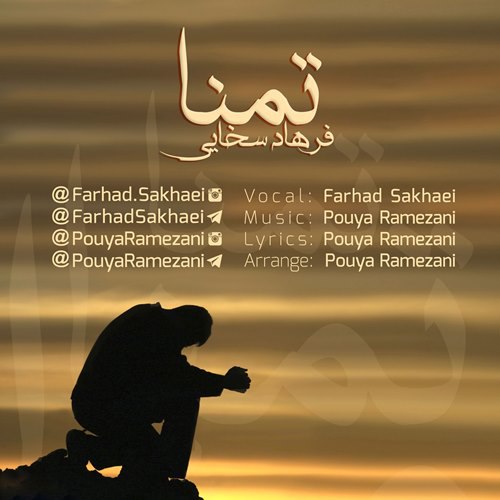 تمنا
فرهاد سخایی
@Farhad.Sakhaei
@FarhadSakhaei
@PouyaRamezani
@PouyaRamezani
Vocal: Farhad Sakhaei
Music: Pouya Ramezani
Lyrics: Pouya Ramezani
Arrange: Pouya Ramezani
تمنا